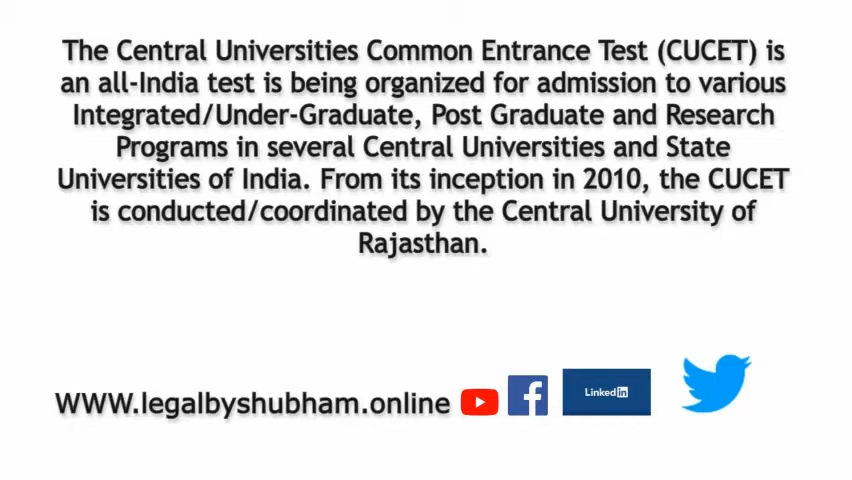 The Central Universities Common Entrance Test (CUCET) is
an all-India test is being organized for admission to various
Integrated/Under-Graduate, Post Graduate and Research
Programs in several Central Universities and State
Universities of India. From its inception in 2010, the CUCET
is conducted/coordinated by the Central University of
Rajasthan.
WWW.legalbyshubham.online
Linked in